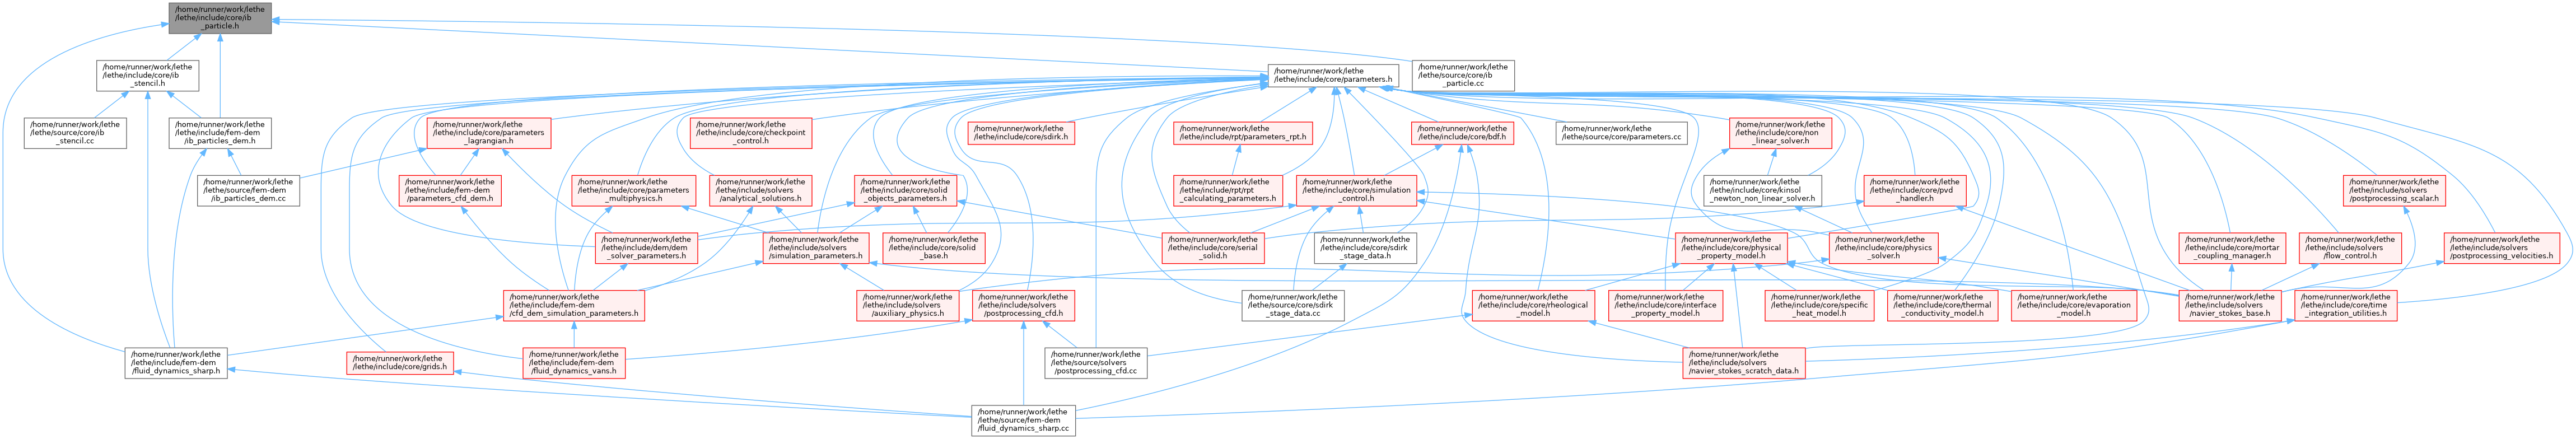 /home/runner/work/lethe
/lethe/include/core/ib
_particle.h
/home/runner/work/lethe
/lethe/include/core/ib
_stencil.h
/home/runner/work/lethe
/lethe/include/core/parameters.h
/home/runner/work/lethe
/lethe/source/core/ib
_particle.cc
/home/runner/work/lethe
/lethe/source/core/ib
_stencil.cc
/home/runner/work/lethe
/lethe/include/fem-dem
/ib_particles_dem.h
/home/runner/work/lethe
/lethe/include/core/parameters
_lagrangian.h
/home/runner/work/lethe
/lethe/include/core/checkpoint
_control.h
/home/runner/work/lethe
/lethe/include/core/sdirk.h
/home/runner/work/lethe
/lethe/include/rpt/parameters_rpt.h
/home/runner/work/lethe
/lethe/include/core/bdf.h
/home/runner/work/lethe
/lethe/source/core/parameters.cc
/home/runner/work/lethe
/lethe/include/core/non
_linear_solver.h
/home/runner/work/lethe
/lethe/source/fem-dem
/ib_particles_dem.cc
/home/runner/work/lethe
/lethe/include/fem-dem
/parameters_cfd_dem.h
/home/runner/work/lethe
/lethe/include/core/parameters
_multiphysics.h
/home/runner/work/lethe
/lethe/include/solvers
/analytical_solutions.h
/home/runner/work/lethe
/lethe/include/core/solid
_objects_parameters.h
/home/runner/work/lethe
/lethe/include/rpt/rpt
_calculating_parameters.h
/home/runner/work/lethe
/lethe/include/core/simulation
_control.h
/home/runner/work/lethe
/lethe/include/core/kinsol
_newton_non_linear_solver.h
/home/runner/work/lethe
/lethe/include/core/pvd
_handler.h
/home/runner/work/lethe
/lethe/include/solvers
/postprocessing_scalar.h
/home/runner/work/lethe
/lethe/include/dem/dem
_solver_parameters.h
/home/runner/work/lethe
/lethe/include/solvers
/simulation_parameters.h
/home/runner/work/lethe
/lethe/include/core/solid
_base.h
/home/runner/work/lethe
/lethe/include/core/serial
_solid.h
/home/runner/work/lethe
/lethe/include/core/sdirk
_stage_data.h
/home/runner/work/lethe
/lethe/include/core/physical
_property_model.h
/home/runner/work/lethe
/lethe/include/core/physics
_solver.h
/home/runner/work/lethe
/lethe/include/core/mortar
_coupling_manager.h
/home/runner/work/lethe
/lethe/include/solvers
/flow_control.h
/home/runner/work/lethe
/lethe/include/solvers
/postprocessing_velocities.h
/home/runner/work/lethe
/lethe/include/fem-dem
/cfd_dem_simulation_parameters.h
/home/runner/work/lethe
/lethe/include/solvers
/auxiliary_physics.h
/home/runner/work/lethe
/lethe/include/solvers
/postprocessing_cfd.h
/home/runner/work/lethe
/lethe/source/core/sdirk
_stage_data.cc
/home/runner/work/lethe
/lethe/include/core/rheological
_model.h
/home/runner/work/lethe
/lethe/include/core/interface
_property_model.h
/home/runner/work/lethe
/lethe/include/core/specific
_heat_model.h
/home/runner/work/lethe
/lethe/include/core/thermal
_conductivity_model.h
/home/runner/work/lethe
/lethe/include/core/evaporation
_model.h
/home/runner/work/lethe
/lethe/include/solvers
/navier_stokes_base.h
/home/runner/work/lethe
/lethe/include/core/time
_integration_utilities.h
/home/runner/work/lethe
/lethe/include/fem-dem
/fluid_dynamics_sharp.h
/home/runner/work/lethe
/lethe/include/core/grids.h
/home/runner/work/lethe
/lethe/include/fem-dem
/fluid_dynamics_vans.h
/home/runner/work/lethe
/lethe/source/solvers
/postprocessing_cfd.cc
/home/runner/work/lethe
/lethe/include/solvers
/navier_stokes_scratch_data.h
/home/runner/work/lethe
/lethe/source/fem-dem
/fluid_dynamics_sharp.cc